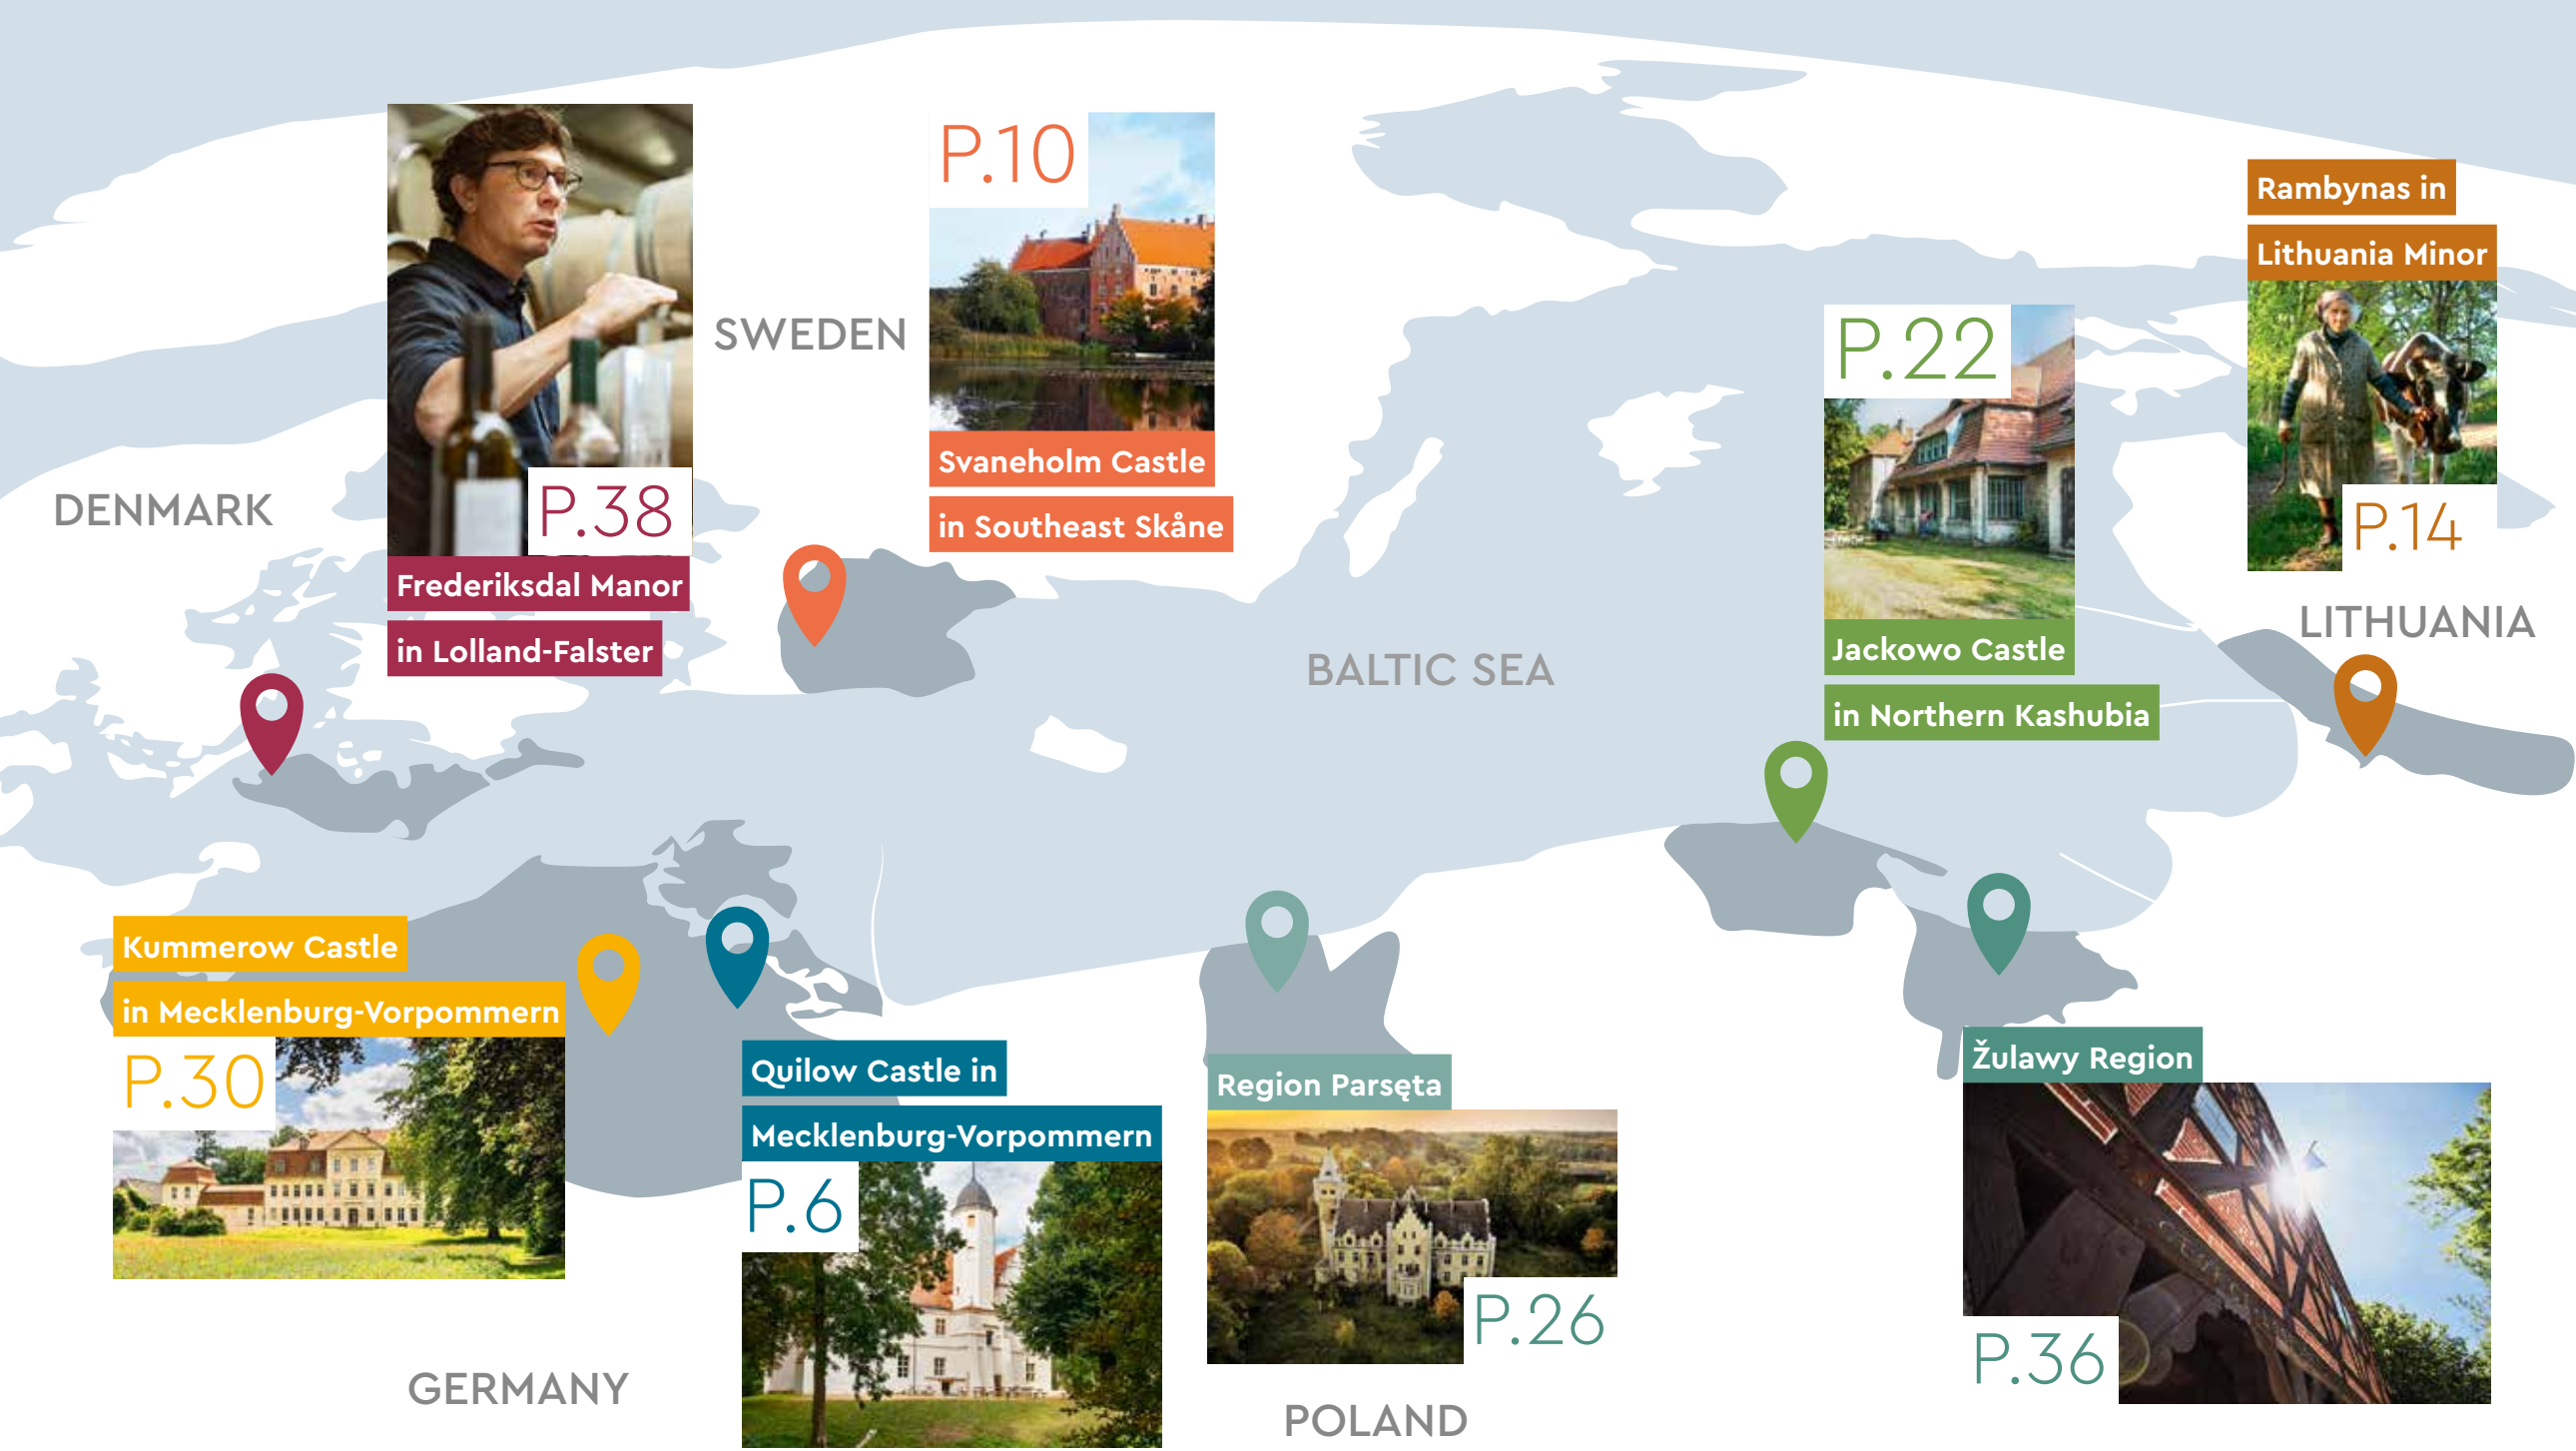 P.10
Rambynas in
Lithuania Minor
SWEDEN
P.22
Svaneholm Castle
in Southeast Skåne
DENMARK
P.38
P.14
Frederiksdal Manor
in Lolland-Falster
LITHUANIA
BALTIC SEA
Jackowo Castle
in Northern Kashubia
Kummerow Castle
in Mecklenburg-Vorpommern
P.30
Quilow Castle in
Mecklenburg-Vorpommern
P.6
Region Parsęta
P.26
Žulawy Region
P.36
GERMANY
POLAND